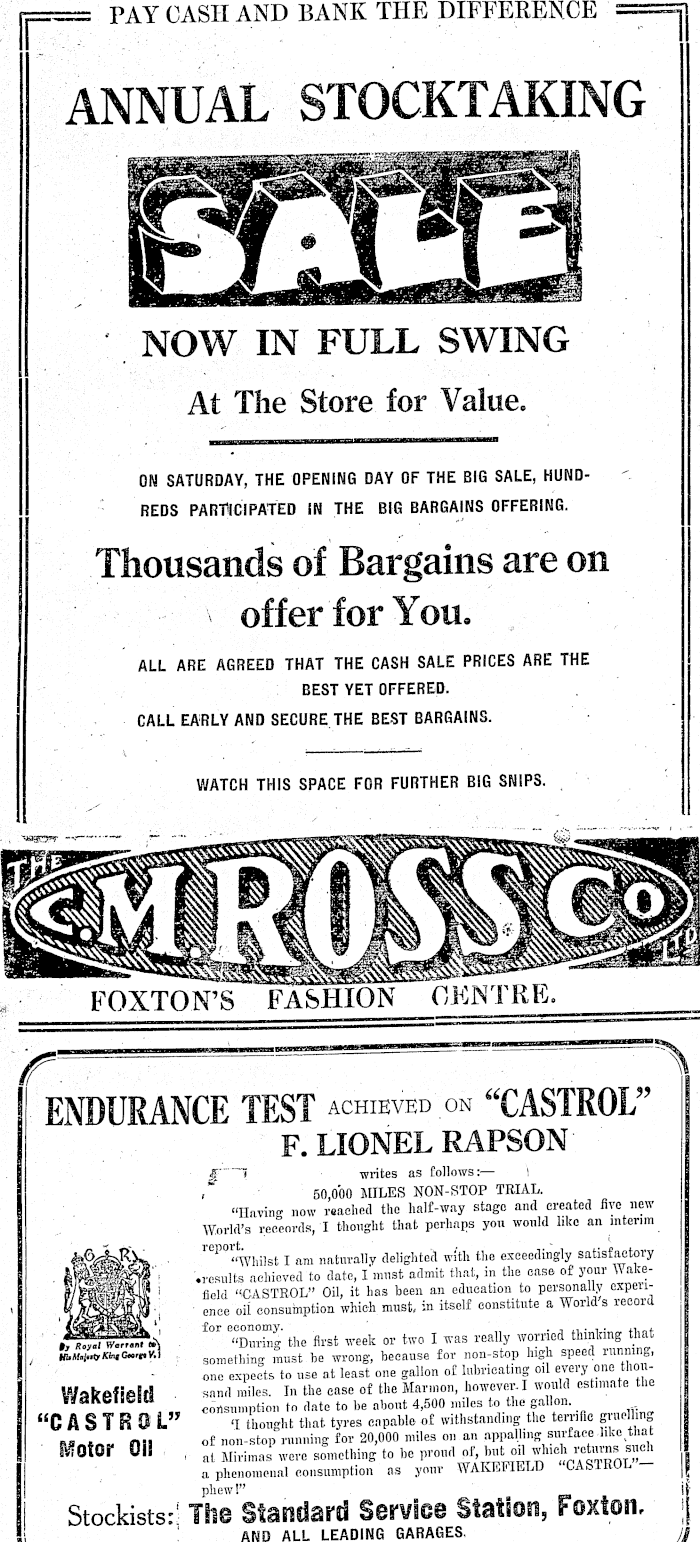 PAY CASH AND BANK THE DIFFERENCE
ANNUAL STOCKTAKING
SALE
NOW IN FULL SWING
At The Store for Value.
ON SATURDAY, THE OPENING DAY OF THE BIG SALE, HUND-
REDS PARTICIPATED IN THE BIG BARGAINS OFFERING.
Thousands of Bargains are on
offer for You.
ALL ARE AGREED THAT THE CASH SALE PRICES ARE THE
BEST YET OFFERED.
CALL EARLY AND SECURE THE BEST BARGAINS.
WATCH THIS SPACE FOR FURTHER BIG SNIPS.
THE
C.M. ROSS CO
LTD
FOXTON'S FASHION CENTRE.
ENDURANCE TEST ACHIEVED ON "CASTROL"
F. LIONEL RAPSON
writes as follows:—
50,000 MILES NON-STOP TRIAL.
"Having now reached the half-way stage and created five new
World's receords, I thought that perhaps you would like an interim
report.
"Whilst I am naturally delighted with the exceedingly satisfactory
results achieved to date, I must admit that, in the case of your Wake-
field "CASTROL" Oil, it has been an education to personally experi-
ence oil consumption which must, in itself constitute a World's record
for economy.
"During the first week or two I was really worried thinking that
something must be wrong, because for non-stop high speed running,
one expects to use at least one gallon of lubricating oil every one thou-
sand miles. In the case of the Marmon, however. I would estimate the
consumption to date to be about 4,500 miles to the gallon.
'I thought that tyres capable of withstanding the terrific gruelling
of non-stop running for 20,000 miles on an appalling surface like that
at Mirimas were something to be proud of, but oil which returns such
a phenomenal consumption as your WAKEFIELD "CASTROL"—
phew!"
G R
By Royal Warrant to
His Majesty King George V.
Wakefield
"CASTROL"
Motor Oil
Stockists: The Standard Service Station, Foxton.
AND ALL LEADING GARAGES.